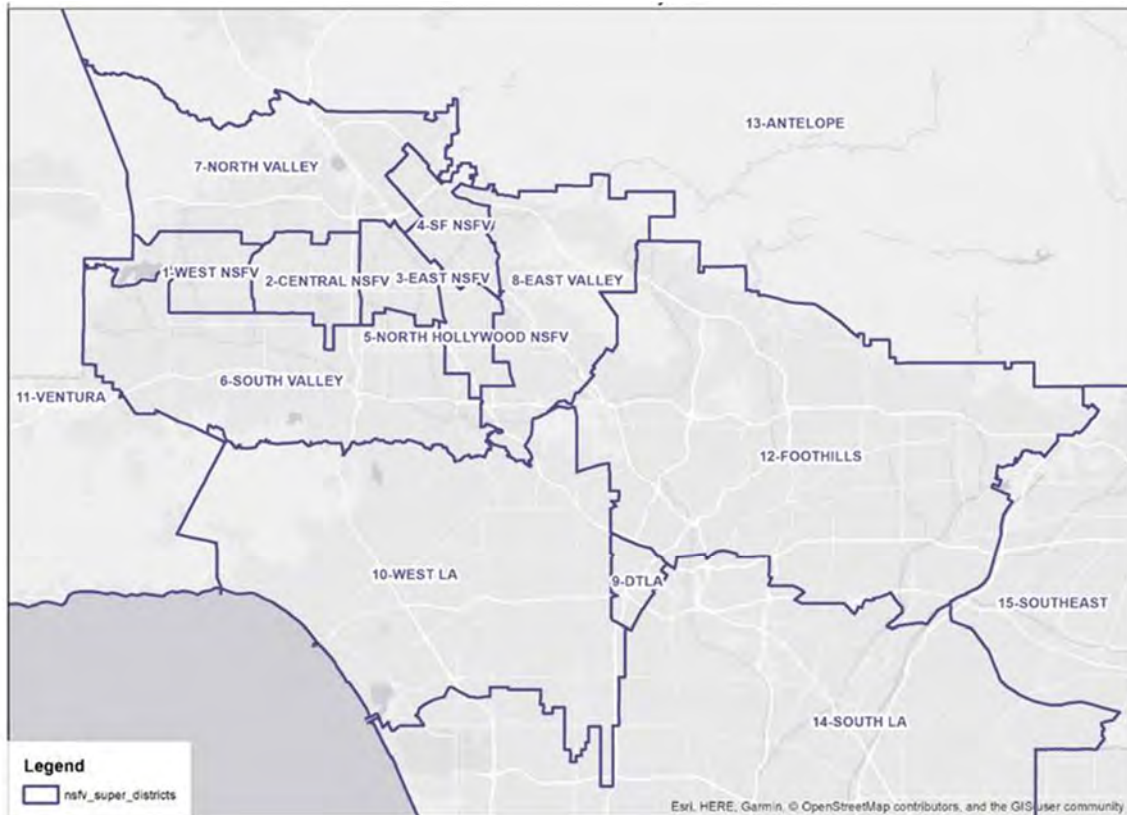 13-ANTELOPE
7-NORTH VALLEY
4-SF NSFV
1-WEST NSFV
2-CENTRAL NSFV
3-EAST NSFV
8-EAST VALLEY
5-NORTH HOLLYWOOD NSFV
6-SOUTH VALLEY
11-VENTURA
12-FOOTHILLS
10-WEST LA
9-DTLA
15-SOUTHEAST
14-SOUTH LA
Legend
nsfv_super_districts
Esri, HERE, Garmin, © OpenStreetMap contributors, and the GIS user community